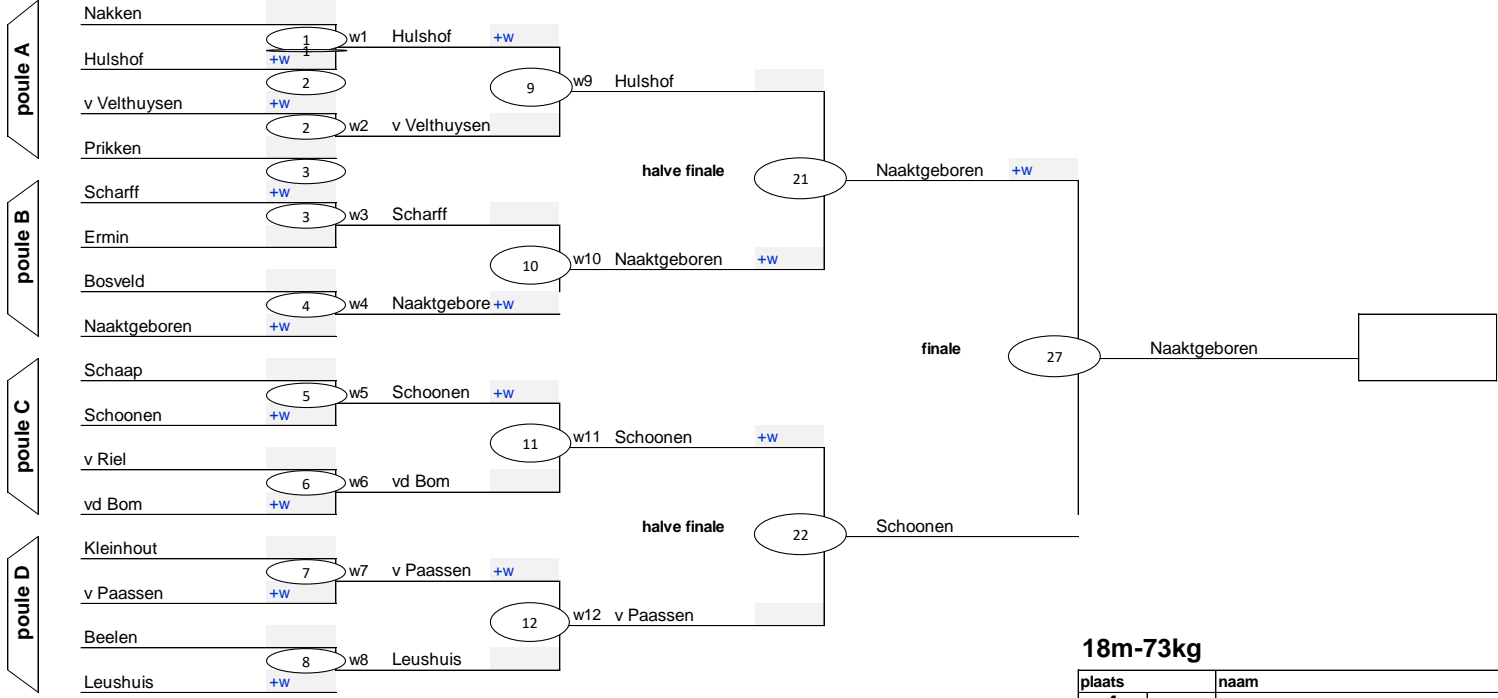 poule A
poule B
poule C
poule D
Nakken
1 w1 Hulshof +w
1
Hulshof +w
2
9 w9 Hulshof
v Velthuysen +w
2 w2 v Velthuysen
Prikken
3
halve finale 21 Naaktgeboren +w
Scharff +w
3 w3 Scharff
Ermin
10 w10 Naaktgeboren +w
Bosveld
4 w4 Naaktgebore +w
Naaktgeboren +w
finale 27 Naaktgeboren
Schaap
5 w5 Schoonen +w
Schoonen +w
11 w11 Schoonen +w
v Riel
6 w6 vd Bom
vd Bom +w
halve finale 22 Schoonen
Kleinhout
7 w7 v Paassen +w
v Paassen +w
12 w12 v Paassen
Beelen
8 w8 Leushuis
Leushuis +w
18m-73kg
plaats naam